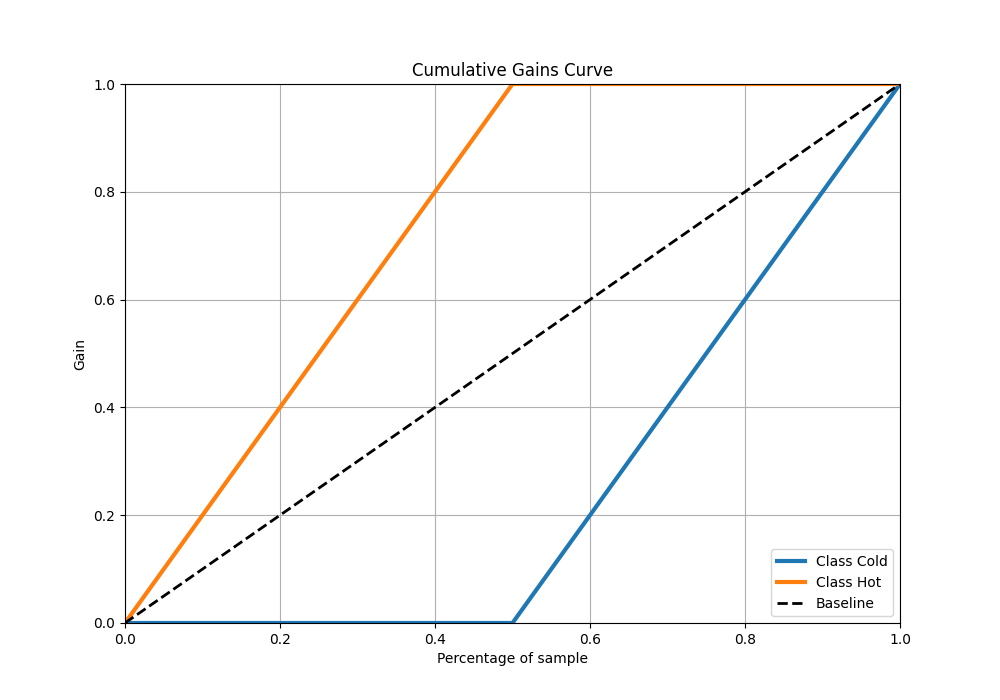 Cumulative Gains Curve
1.0
0.8
0.6
0.4
0.2
0.0
Gain
0.0 0.2 0.4 0.6 0.8 1.0
Percentage of sample
Class Cold
Class Hot
Baseline